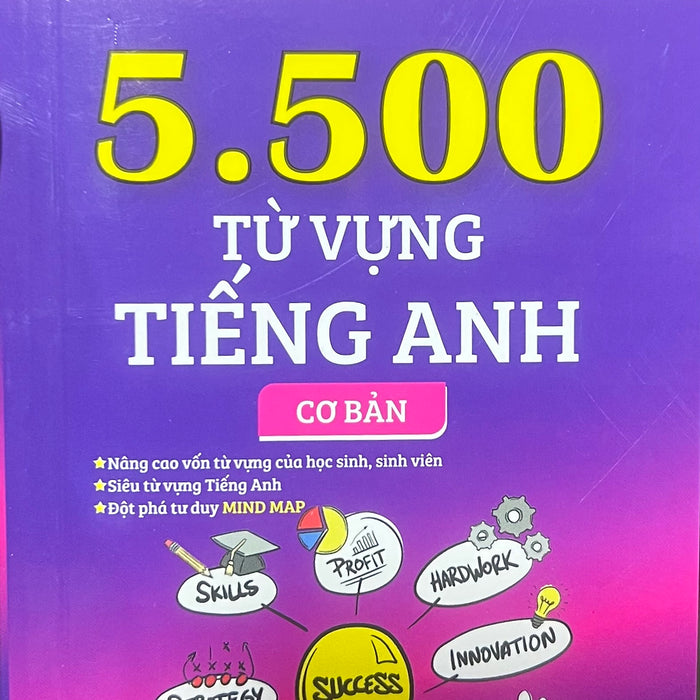 5.500
TỪ VỰNG
TIẾNG ANH
CƠ BẢN
Nâng cao vốn từ vựng của học sinh, sinh viên
Siêu từ vựng Tiếng Anh
Đột phá tư duy MIND MAP
PROFIT
HARDWORK
SKILLS
INNOVATION
SUCCESS
STRATEGY